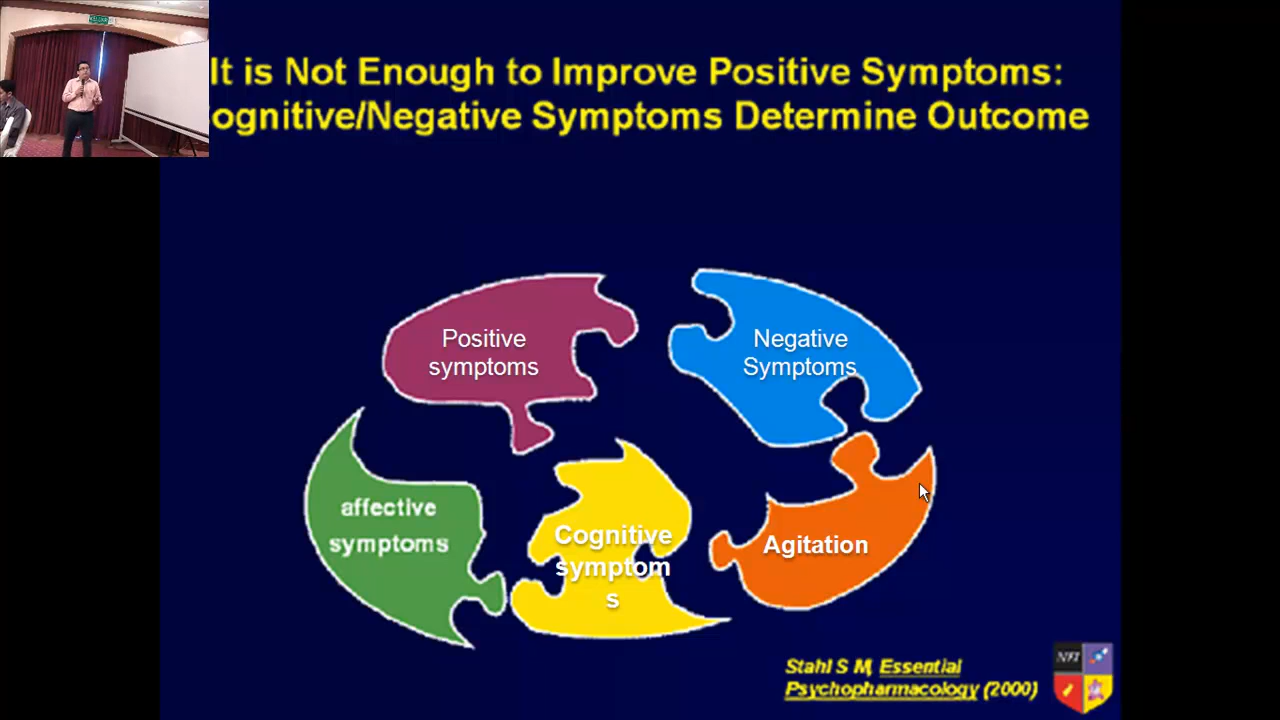 It is Not Enough to Improve Positive Symptoms:
ognitive/Negative Symptoms Determine Outcome
Positive
symptoms
Negative
Symptoms
affective
symptoms
Cognitive
symptom
s
Agitation
Stahl S M, Essential
Psychopharmacology (2000)
NFI